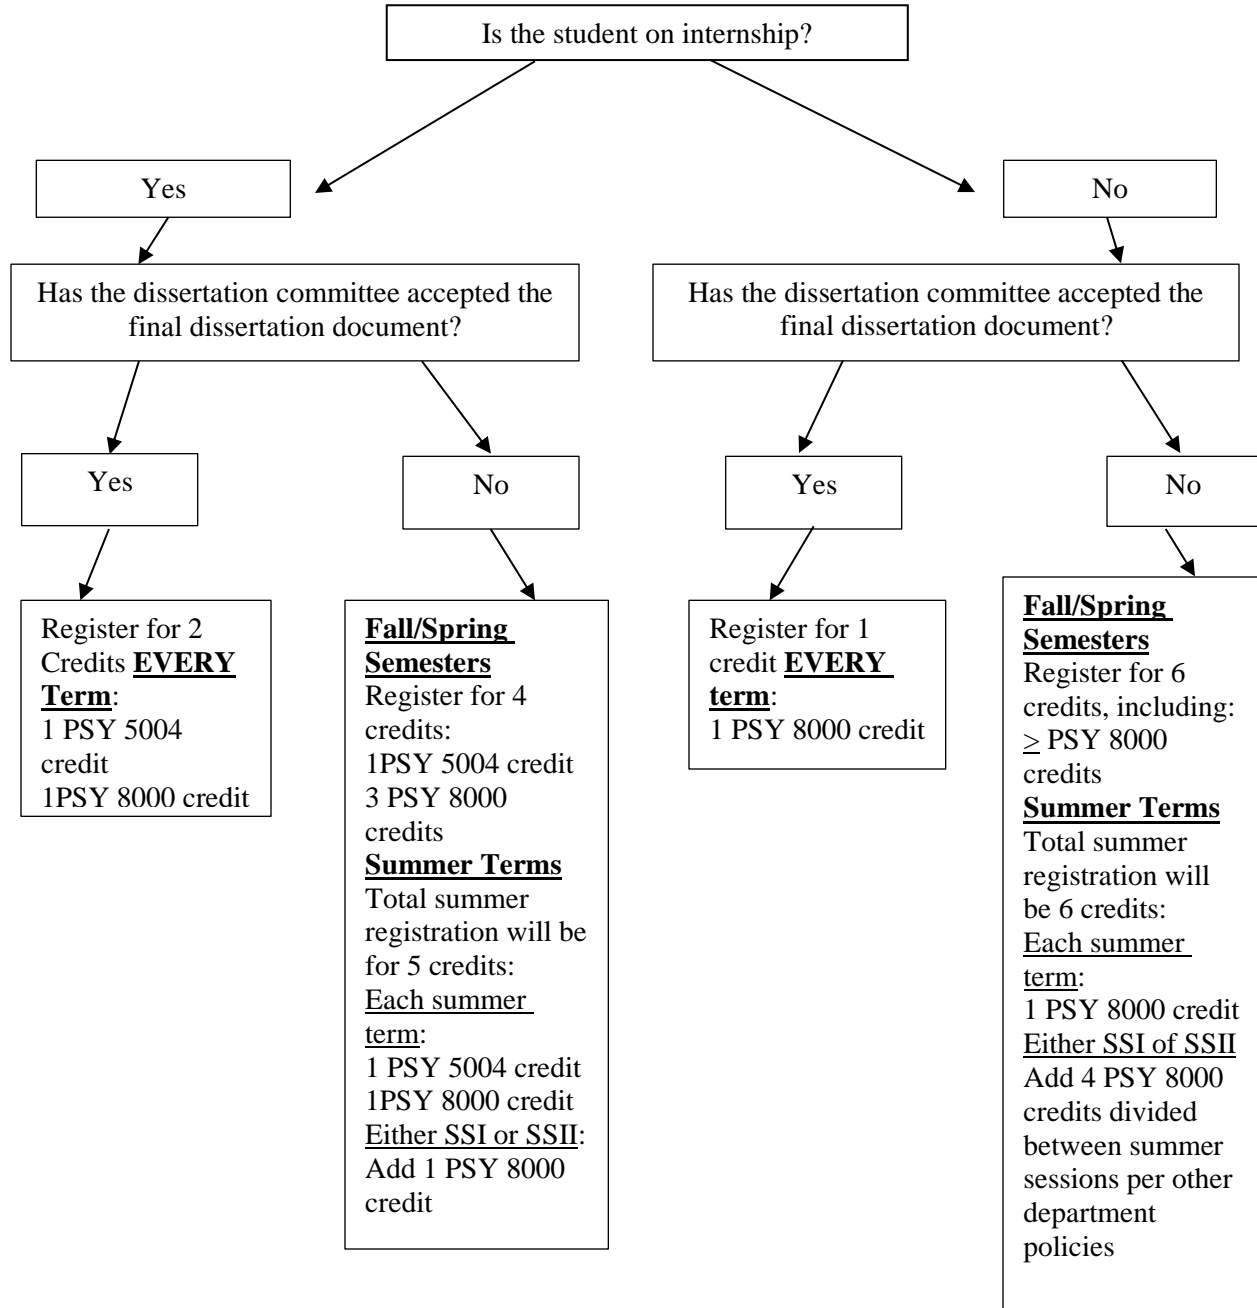 Is the student on internship?
Yes
No
Has the dissertation committee accepted the
final dissertation document?
Has the dissertation committee accepted the
final dissertation document?
Yes
No
Yes
No
Register for 2
Credits EVERY
Term:
1 PSY 5004
credit
1PSY 8000 credit
Fall/Spring
Semesters
Register for 4
credits:
1PSY 5004 credit
3 PSY 8000
credits
Summer Terms
Total summer
registration will be
for 5 credits:
Each summer
term:
1 PSY 5004 credit
1PSY 8000 credit
Either SSI or SSII:
Add 1 PSY 8000
credit
Register for 1
credit EVERY
term:
1 PSY 8000 credit
Fall/Spring
Semesters
Register for 6
credits, including:
≥ PSY 8000
credits
Summer Terms
Total summer
registration will
be 6 credits:
Each summer
term:
1 PSY 8000 credit
Either SSI of SSII
Add 4 PSY 8000
credits divided
between summer
sessions per other
department
policies